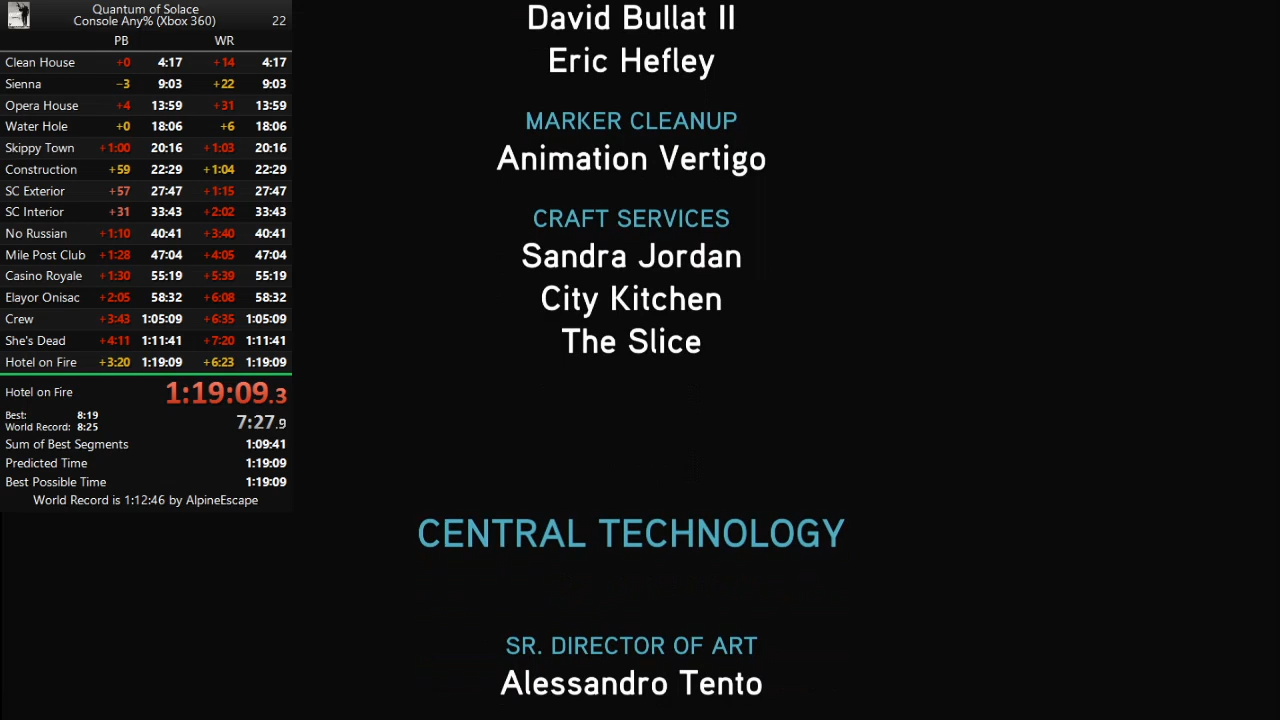 Quantum of Solace
Console Any% (Xbox 360) 22
PB WR
Clean House +0 4:17 +14 4:17
Sienna −3 9:03 +22 9:03
Opera House +4 13:59 +31 13:59
Water Hole +0 18:06 +6 18:06
Skippy Town +1:00 20:16 +1:03 20:16
Construction +59 22:29 +1:04 22:29
SC Exterior +57 27:47 +1:15 27:47
SC Interior +31 33:43 +2:02 33:43
No Russian +1:10 40:41 +3:40 40:41
Mile Post Club +1:28 47:04 +4:05 47:04
Casino Royale +1:30 55:19 +5:39 55:19
Elayor Onisac +2:05 58:32 +6:08 58:32
Crew +3:43 1:05:09 +6:35 1:05:09
She's Dead +4:11 1:11:41 +7:20 1:11:41
Hotel on Fire +3:20 1:19:09 +6:23 1:19:09
Hotel on Fire 1:19:09.3
Best: 8:19
World Record: 8:25 7:27.9
Sum of Best Segments 1:09:41
Predicted Time 1:19:09
Best Possible Time 1:19:09
World Record is 1:12:46 by AlpineEscape
David Bullat II
Eric Hefley
MARKER CLEANUP
Animation Vertigo
CRAFT SERVICES
Sandra Jordan
City Kitchen
The Slice
CENTRAL TECHNOLOGY
SR. DIRECTOR OF ART
Alessandro Tento